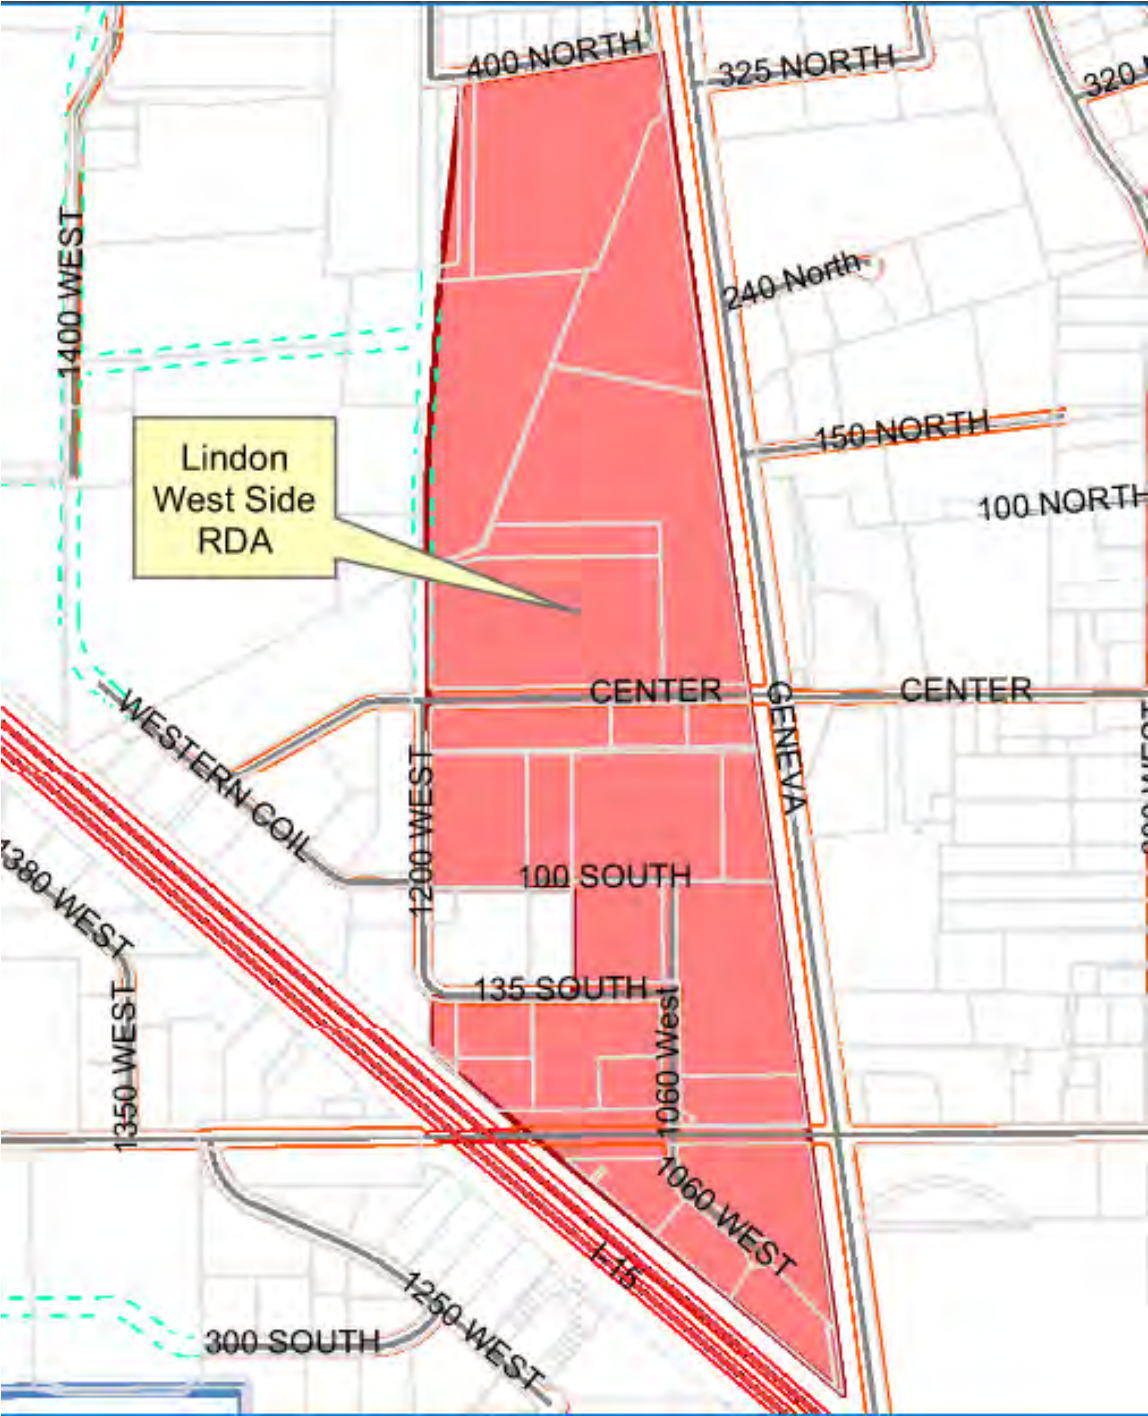 400 NORTH
325 NORTH
320
1400 WEST
240 North
150 NORTH
100 NORTH
Lindon
West Side
RDA
CENTER
CENTER
GENEVA
WESTERN COIL
1200 WEST
100 SOUTH
1380 WEST
135 SOUTH
1350 WEST
1060 West
1060 WEST
I-15
1250 WEST
300 SOUTH